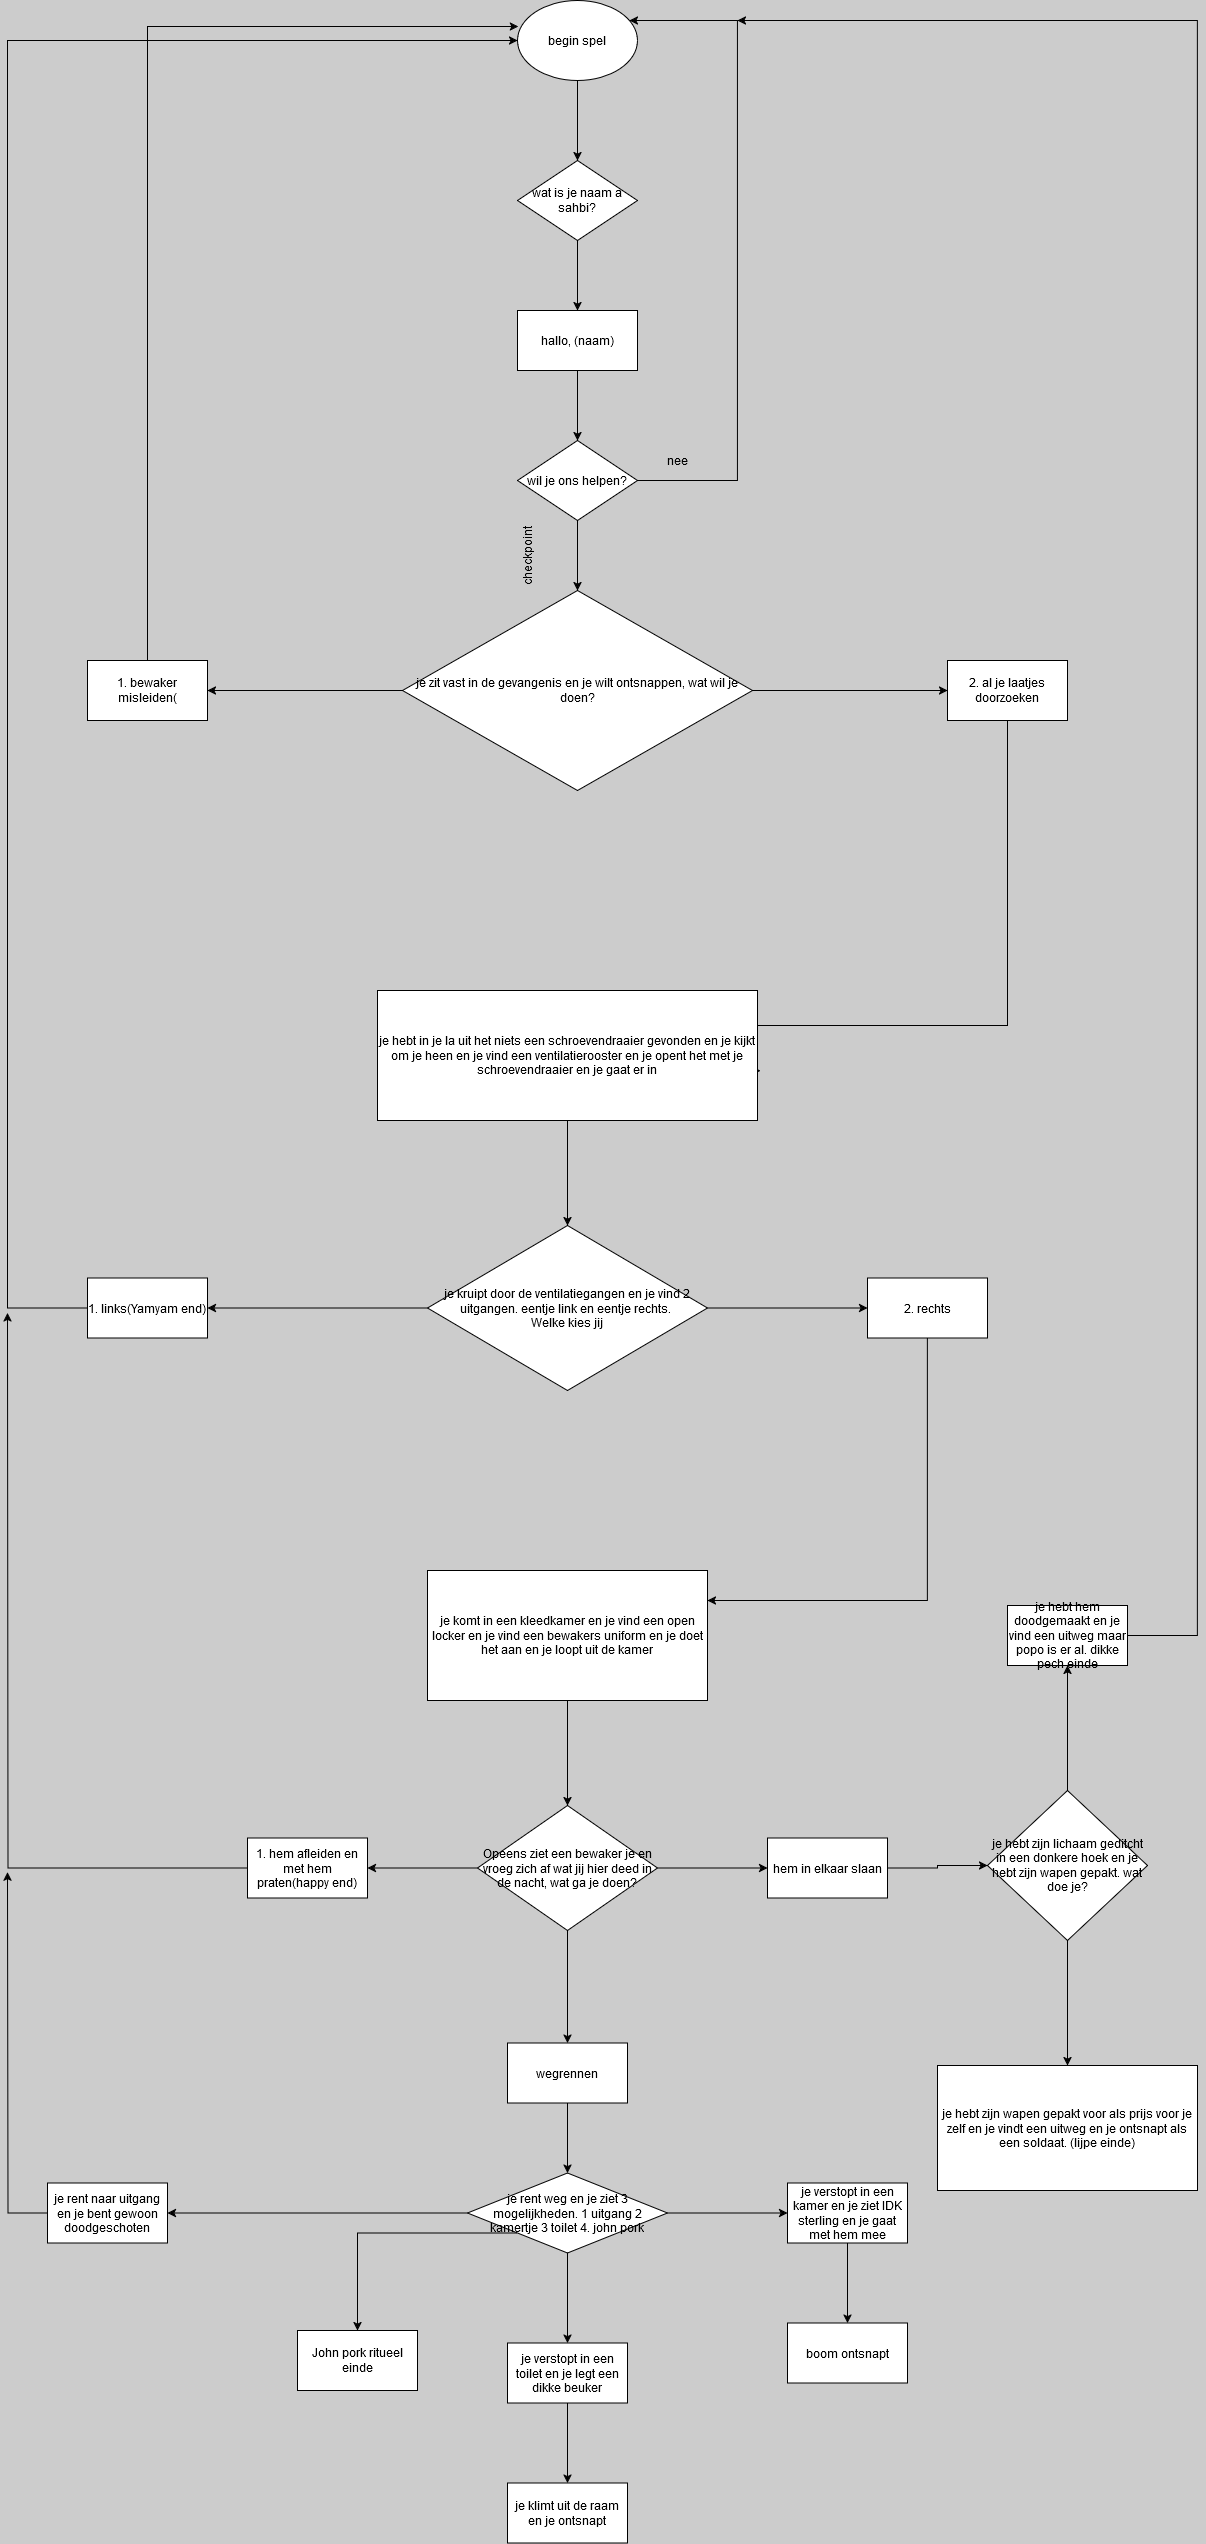 begin spel
wat is je naam a
sahbi?
hallo, (naam)
nee
wil je ons helpen?
checkpoint
1. bewaker
misleiden(
je zit vast in de gevangenis en je wilt ontsnappen, wat wil je
doen?
2. al je laatjes
doorzoeken
je hebt in je la uit het niets een schroevendraaier gevonden en je kijkt
om je heen en je vind een ventilatierooster en je opent het met je
schroevendraaier en je gaat er in
1. links(Yamyam end)
je kruipt door de ventilatiegangen en je vind 2
uitgangen. eentje link en eentje rechts.
Welke kies jij
2. rechts
je komt in een kleedkamer en je vind een open
locker en je vind een bewakers uniform en je doet
het aan en je loopt uit de kamer
je hebt hem
doodgemaakt en je
vind een uitweg maar
popo is er al. dikke
pech einde
1. hem afleiden en
met hem
praten(happy end)
Opeens ziet een bewaker je en
vroeg zich af wat jij hier deed in
de nacht, wat ga je doen?
hem in elkaar slaan
je hebt zijn lichaam geditcht
in een donkere hoek en je
hebt zijn wapen gepakt. wat
doe je?
wegrennen
je hebt zijn wapen gepakt voor als prijs voor je
zelf en je vindt een uitweg en je ontsnapt als
een soldaat. (lijpe einde)
je rent naar uitgang
en je bent gewoon
doodgeschoten
je rent weg en je ziet 3
mogelijkheden. 1 uitgang 2
kamertje 3 toilet 4. john pork
je verstopt in een
kamer en je ziet IDK
sterling en je gaat
met hem mee
John pork ritueel
einde
je verstopt in een
toilet en je legt een
dikke beuker
boom ontsnapt
je klimt uit de raam
en je ontsnapt